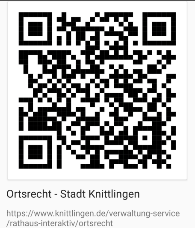 Ortsrecht - Stadt Knittlingen
https://www.knittlingen.de/verwaltung-service
/rathaus-interaktiv/ortsrecht